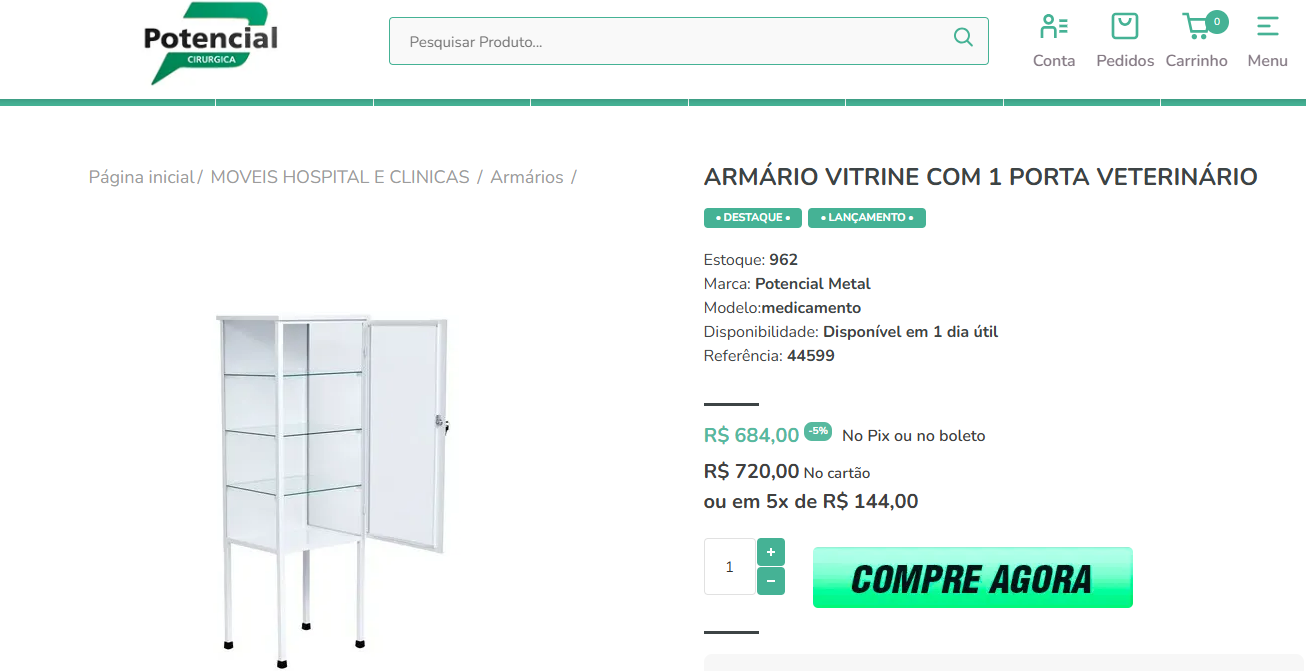 Potencial
CIRURGICA
Pesquisar Produto...
0
Conta
Pedidos
Carrinho
Menu
Página inicial / MOVEIS HOSPITAL E CLINICAS / Armários /
ARMÁRIO VITRINE COM 1 PORTA VETERINÁRIO
• DESTAQUE •
• LANÇAMENTO •
Estoque: 962
Marca: Potencial Metal
Modelo:medicamento
Disponibilidade: Disponível em 1 dia útil
Referência: 44599
R$ 684,00 -5% No Pix ou no boleto
R$ 720,00 No cartão
ou em 5x de R$ 144,00
1
+
−
COMPRE AGORA